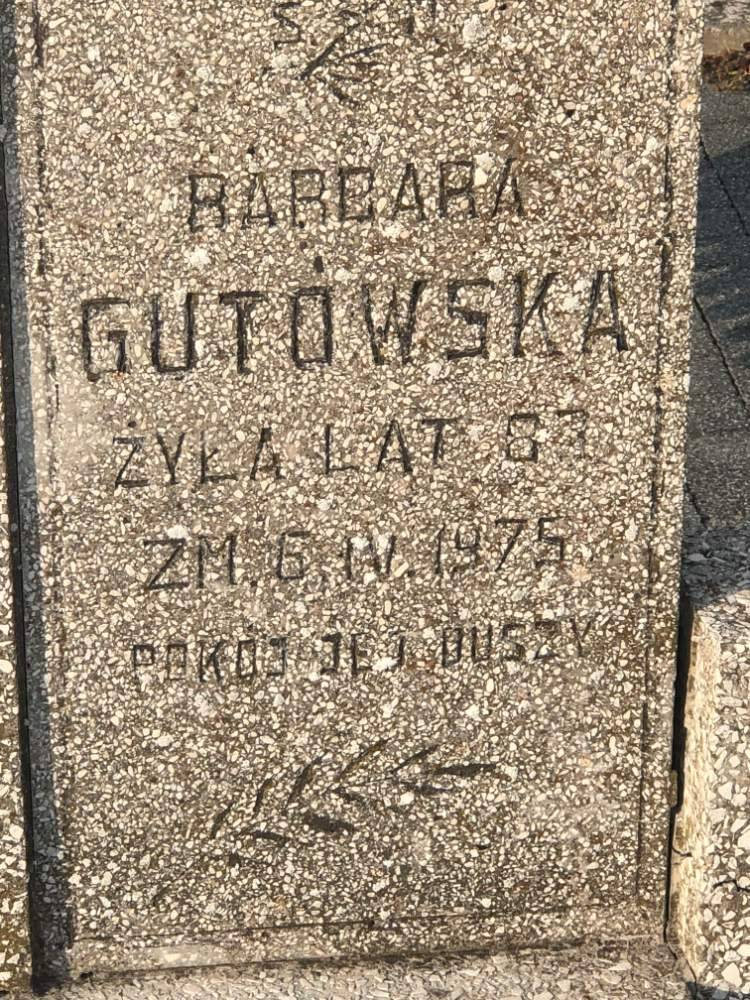 Ś. P.
BARBARA
GUTOWSKA
ŻYŁA LAT 83
ZM. 6.IV.1975
POKÓJ JEJ DUSZY